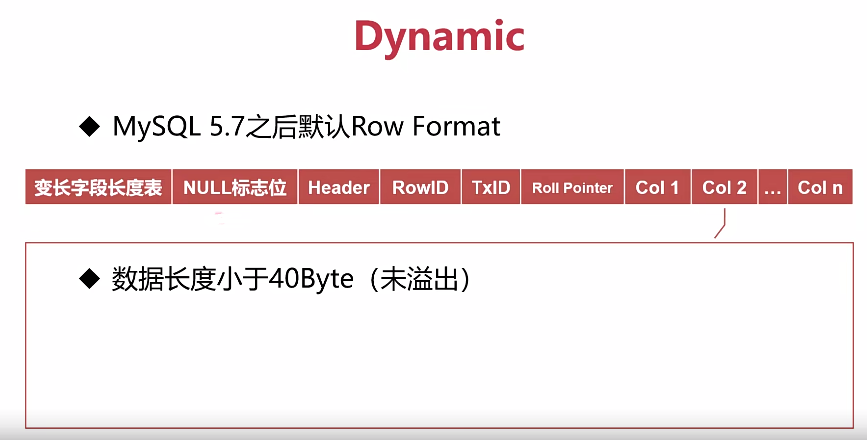 Dynamic
◆ MySQL 5.7之后默认Row Format
变长字段长度表 NULL标志位 Header RowID TxID Roll Pointer Col 1 Col 2 … Col n
◆ 数据长度小于40Byte（未溢出）